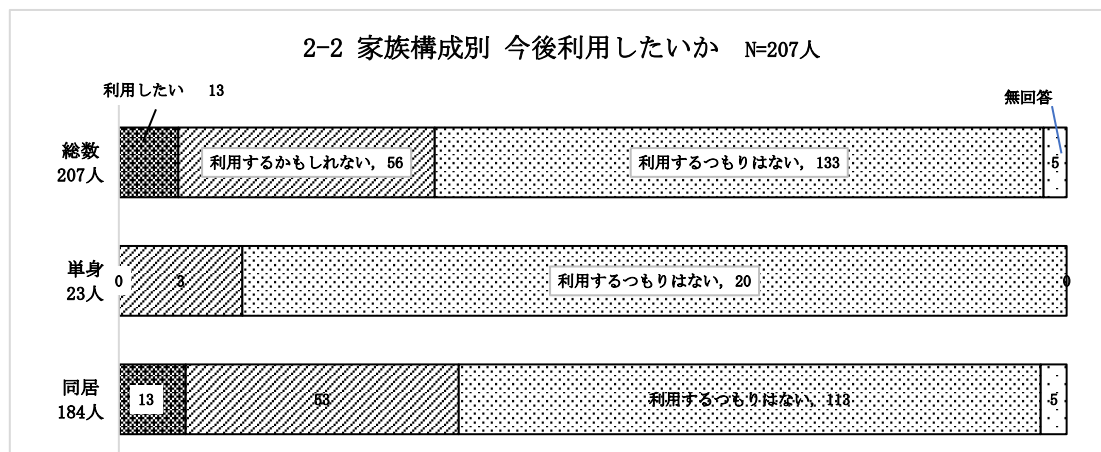 2-2 家族構成別 今後利用したいか N=207人
利用したい 13
無回答
総数
207人
利用するかもしれない, 56
利用するつもりはない, 133
5
単身
23人
0
3
利用するつもりはない, 20
0
同居
184人
13
53
利用するつもりはない, 113
5